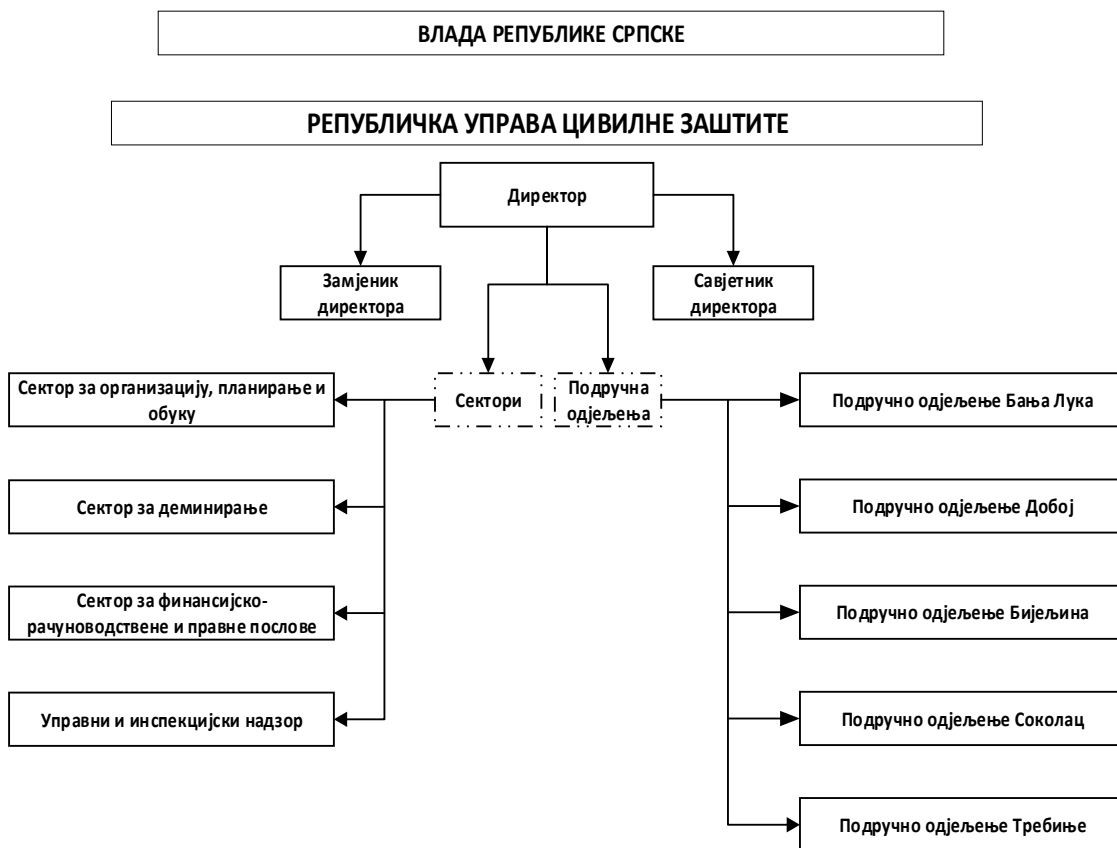 ВЛАДА РЕПУБЛИКЕ СРПСКЕ
РЕПУБЛИЧКА УПРАВА ЦИВИЛНЕ ЗАШТИТЕ
Директор
Замјеник
директора
Савјетник
директора
Сектори
Подручна
одјељења
Сектор за организацију, планирање и
обуку
Сектор за деминирање
Сектор за финансијско-
рачуноводствене и правне послове
Управни и инспекцијски надзор
Подручно одјељење Бања Лука
Подручно одјељење Добој
Подручно одјељење Бијељина
Подручно одјељење Соколац
Подручно одјељење Требиње